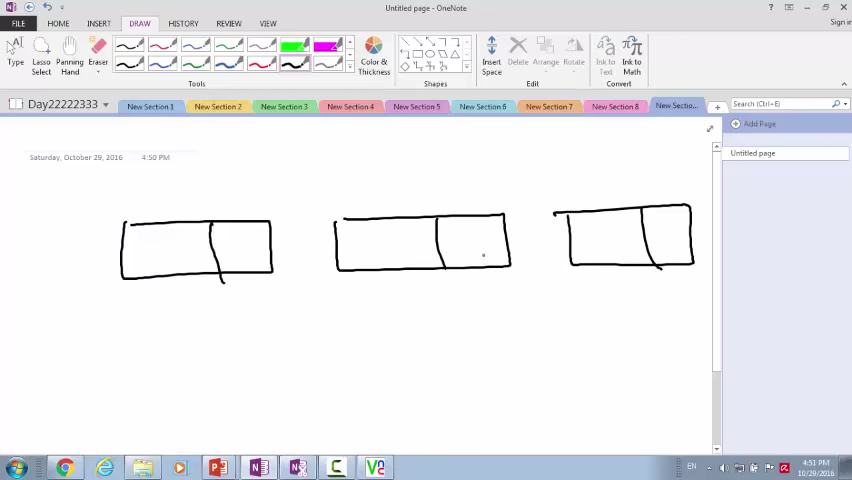 Untitled page - OneNote
FILE HOME INSERT DRAW HISTORY REVIEW VIEW Sign in
Type Lasso Select Panning Hand Eraser Color & Thickness Insert Space Delete Arrange Rotate Ink to Text Ink to Math
Tools Shapes Edit Convert
Day22222333 New Section 1 New Section 2 New Section 3 New Section 4 New Section 5 New Section 6 New Section 7 New Section 8 New Sectio... Search (Ctrl+E)
Add Page
Untitled page
Saturday, October 29, 2016 4:50 PM
EN 4:51 PM
10/29/2016